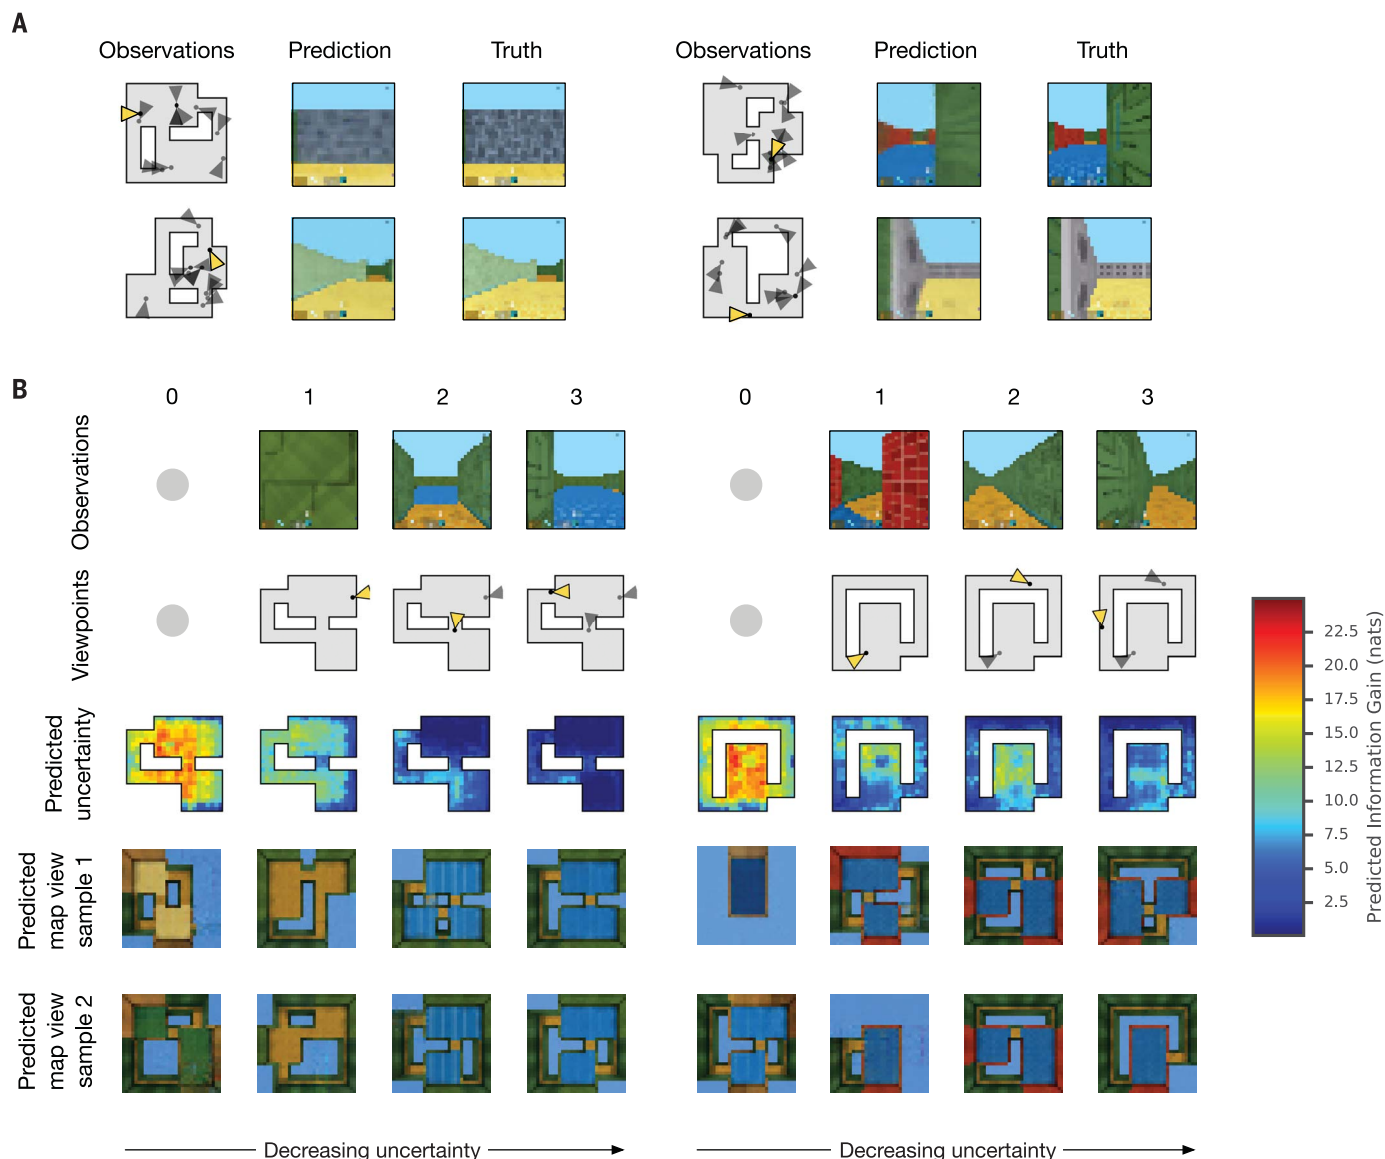 A
Observations Prediction Truth Observations Prediction Truth
B
0 1 2 3 0 1 2 3
Observations
Viewpoints
Predicted
uncertainty
Predicted
map view
sample 1
Predicted
map view
sample 2
22.5
20.0
17.5
15.0
12.5
10.0
7.5
5.0
2.5
Predicted Information Gain (nats)
Decreasing uncertainty Decreasing uncertainty